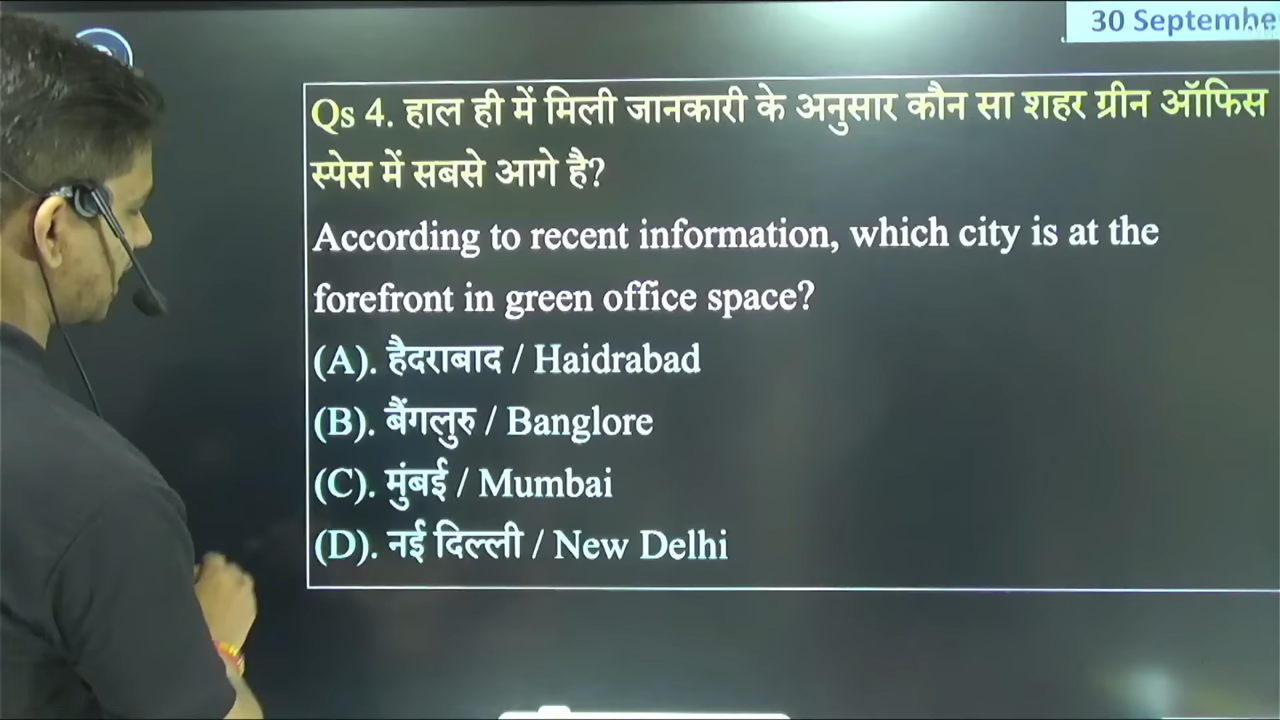 30 Septembe
Qs 4. हाल ही में मिली जानकारी के अनुसार कौन सा शहर ग्रीन ऑफिस
स्पेस में सबसे आगे है?
According to recent information, which city is at the
forefront in green office space?
(A). हैदराबाद / Haidrabad
(B). बैंगलुरु / Banglore
(C). मुंबई / Mumbai
(D). नई दिल्ली / New Delhi